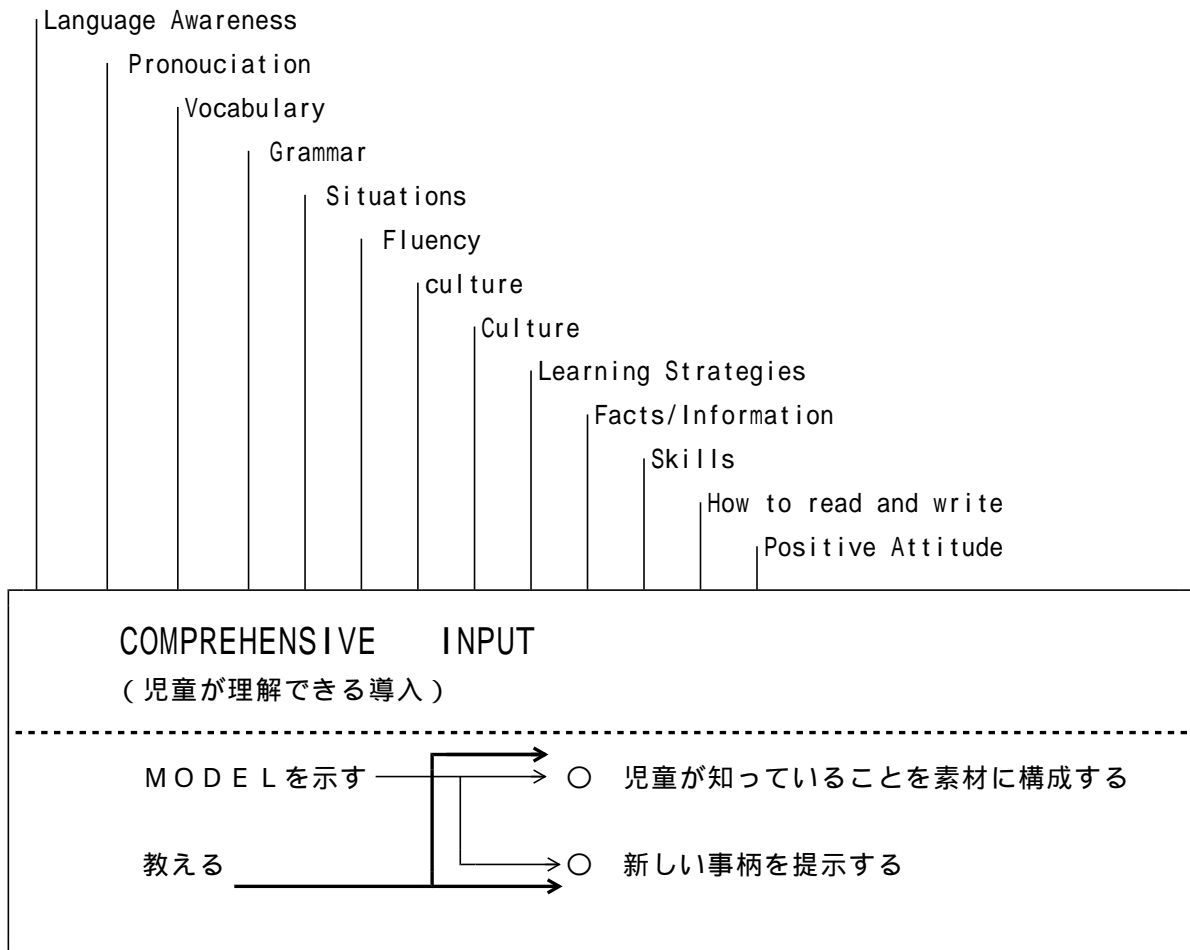 Language Awareness
Pronouciation
Vocabulary
Grammar
Situations
Fluency
culture
Culture
Learning Strategies
Facts/Information
Skills
How to read and write
Positive Attitude
COMPREHENSIVE INPUT
(児童が理解できる導入)
MODELを示す ○ 児童が知っていることを素材に構成する
教える ○ 新しい事柄を提示する